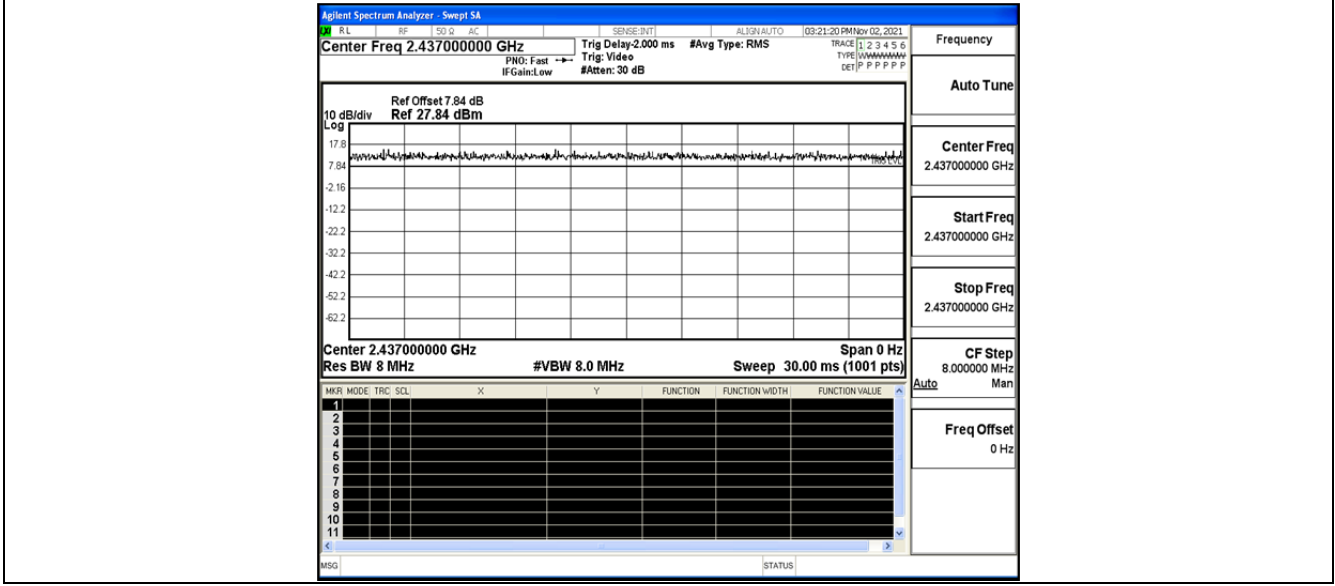 Agilent Spectrum Analyzer - Swept SA
RL RF 50 Ω AC SENSE:INT ALIGNAUTO 03:21:20 PM Nov 02, 2021
Center Freq 2.437000000 GHz
PNO: Fast
IFGain:Low
Trig Delay-2.000 ms
Trig: Video
#Atten: 30 dB
#Avg Type: RMS
TRACE 1 2 3 4 5 6
TYPE
DET P P P P P P
Ref Offset 7.84 dB
10 dB/div Ref 27.84 dBm
Log
17.8
7.84
-2.16
-12.2
-22.2
-32.2
-42.2
-52.2
-62.2
Center 2.437000000 GHz Span 0 Hz
Res BW 8 MHz #VBW 8.0 MHz Sweep 30.00 ms (1001 pts)
MKR MODE TRC SCL X Y FUNCTION FUNCTION WIDTH FUNCTION VALUE
1
2
3
4
5
6
7
8
9
10
11
MSG STATUS
Frequency
Auto Tune
Center Freq
2.437000000 GHz
Start Freq
2.437000000 GHz
Stop Freq
2.437000000 GHz
CF Step
8.000000 MHz
Auto Man
Freq Offset
0 Hz